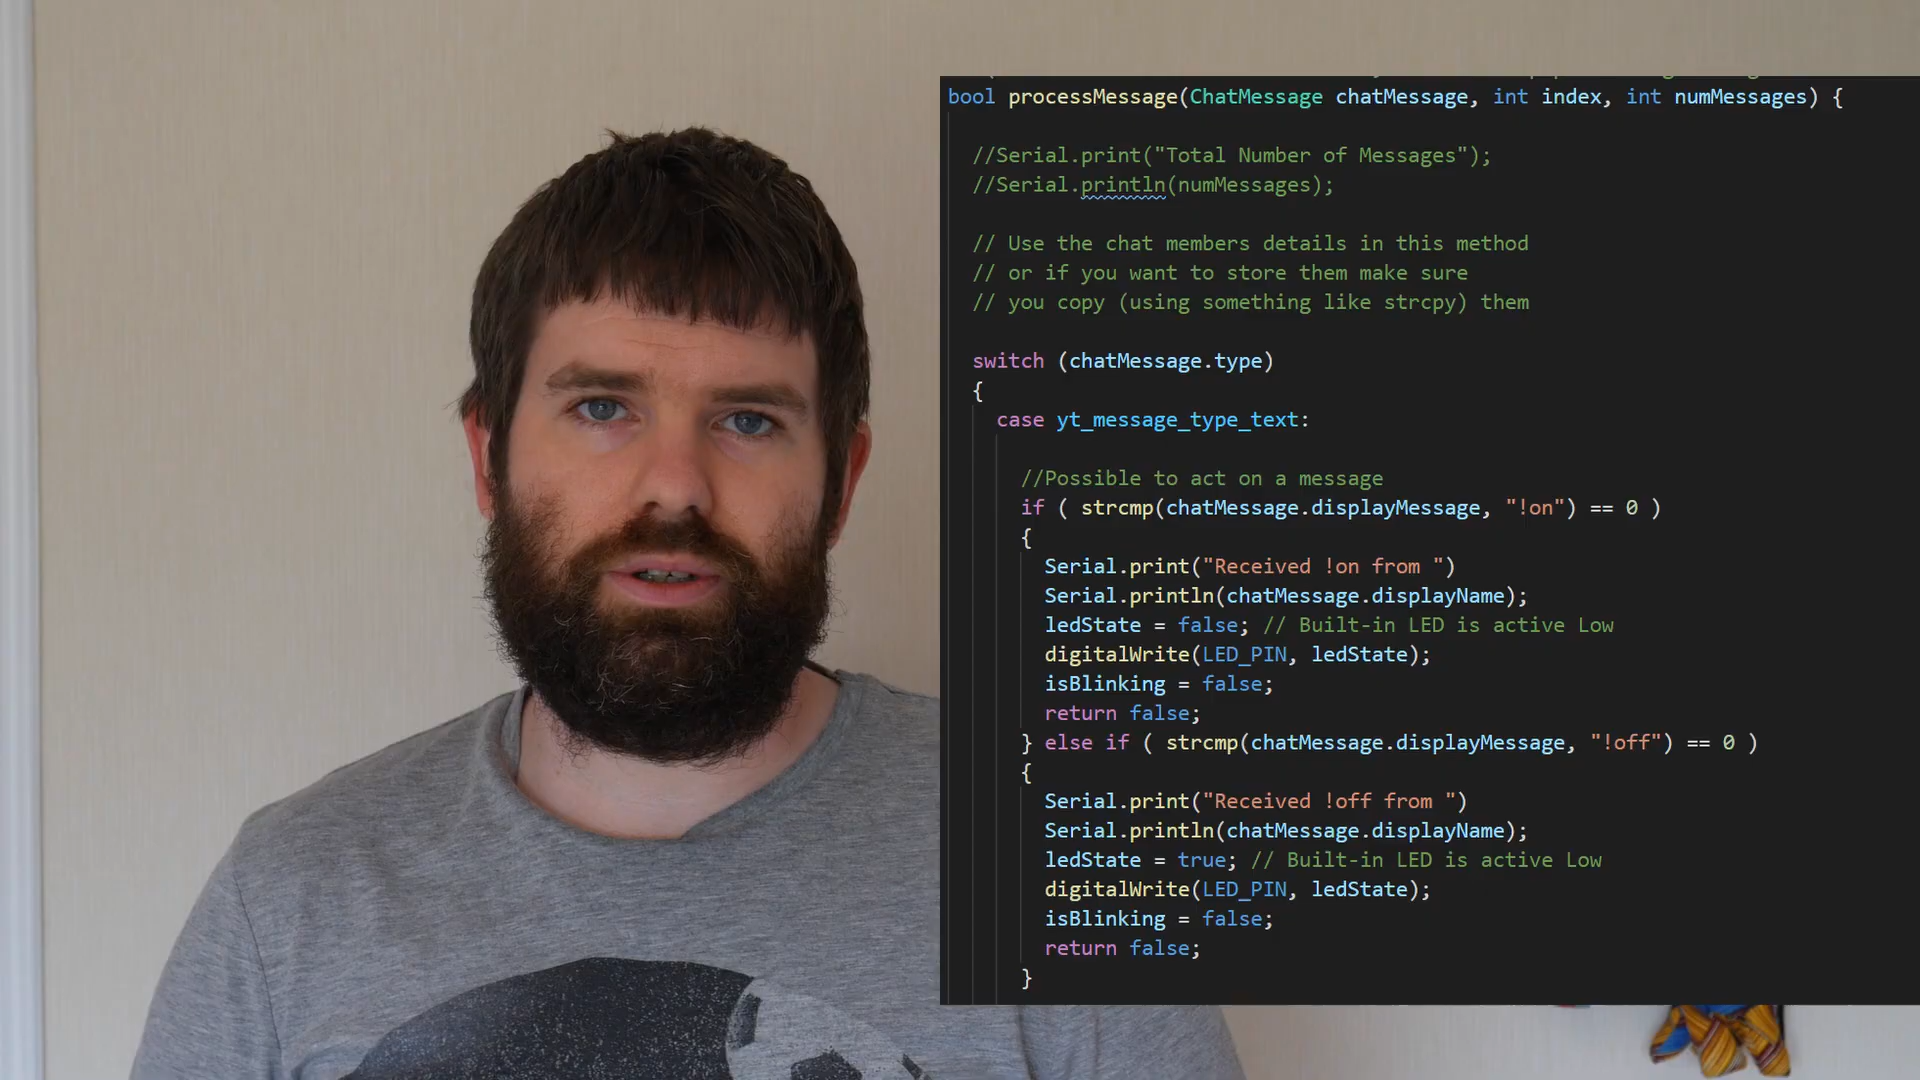 bool processMessage(ChatMessage chatMessage, int index, int numMessages) {
//Serial.print("Total Number of Messages");
//Serial.println(numMessages);
// Use the chat members details in this method
// or if you want to store them make sure
// you copy (using something like strcpy) them
switch (chatMessage.type)
{
case yt_message_type_text:
//Possible to act on a message
if ( strcmp(chatMessage.displayMessage, "!on") == 0 )
{
Serial.print("Received !on from ")
Serial.println(chatMessage.displayName);
ledState = false; // Built-in LED is active Low
digitalWrite(LED_PIN, ledState);
isBlinking = false;
return false;
} else if ( strcmp(chatMessage.displayMessage, "!off") == 0 )
{
Serial.print("Received !off from ")
Serial.println(chatMessage.displayName);
ledState = true; // Built-in LED is active Low
digitalWrite(LED_PIN, ledState);
isBlinking = false;
return false;
}